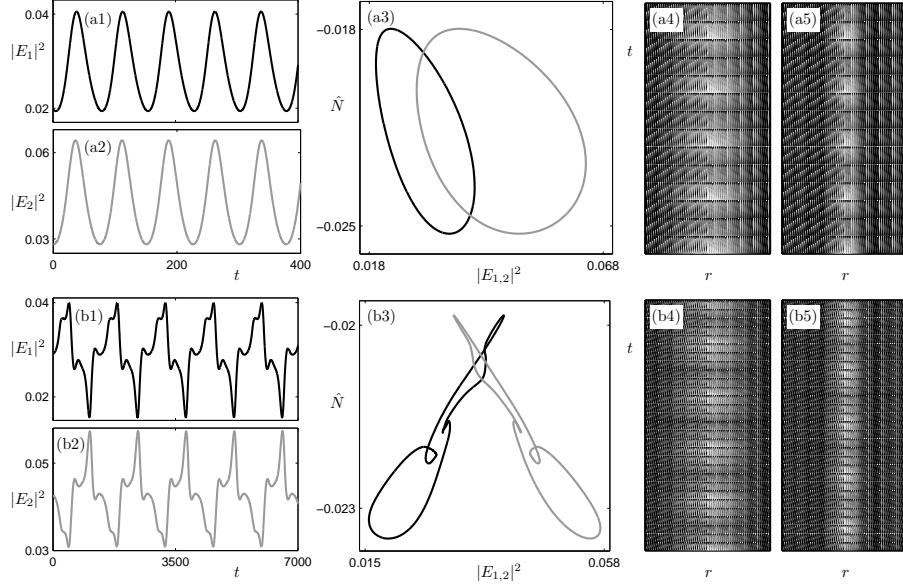 0.04
(a1)
|E₁|²
0.02
(a2)
0.06
|E₂|²
0.03
0
200
400
t
(a3)
−0.018
N̂
−0.025
0.018
0.068
|E₁,₂|²
(a4)
(a5)
t
r
r
0.04
(b1)
|E₁|²
0.02
(b2)
0.05
|E₂|²
0.03
0
3500
7000
t
(b3)
−0.02
N̂
−0.023
0.015
0.058
|E₁,₂|²
(b4)
(b5)
t
r
r